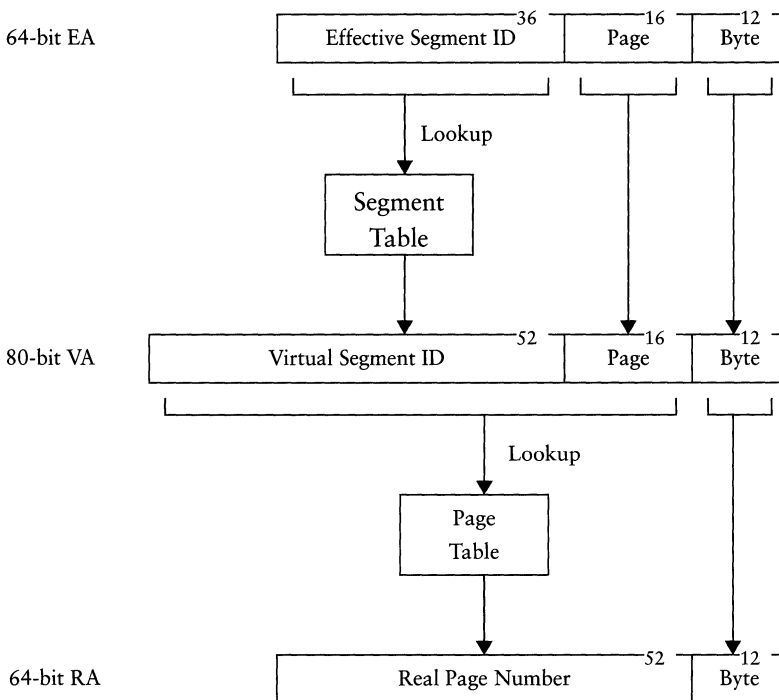 36 16 12
64-bit EA Effective Segment ID Page Byte
Lookup
Segment
Table
52 16 12
80-bit VA Virtual Segment ID Page Byte
Lookup
Page
Table
52 12
64-bit RA Real Page Number Byte